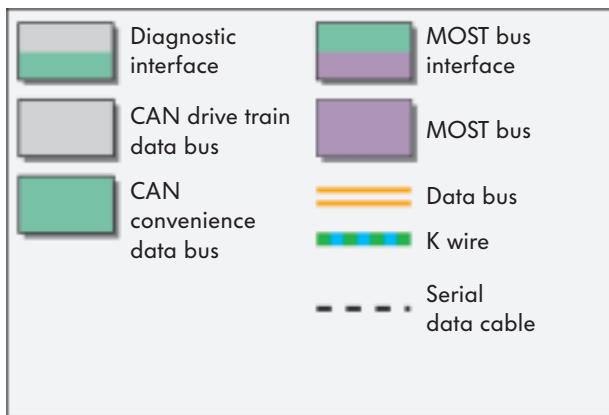 Diagnostic
interface
CAN drive train
data bus
CAN
convenience
data bus
MOST bus
interface
MOST bus
Data bus
K wire
Serial
data cable